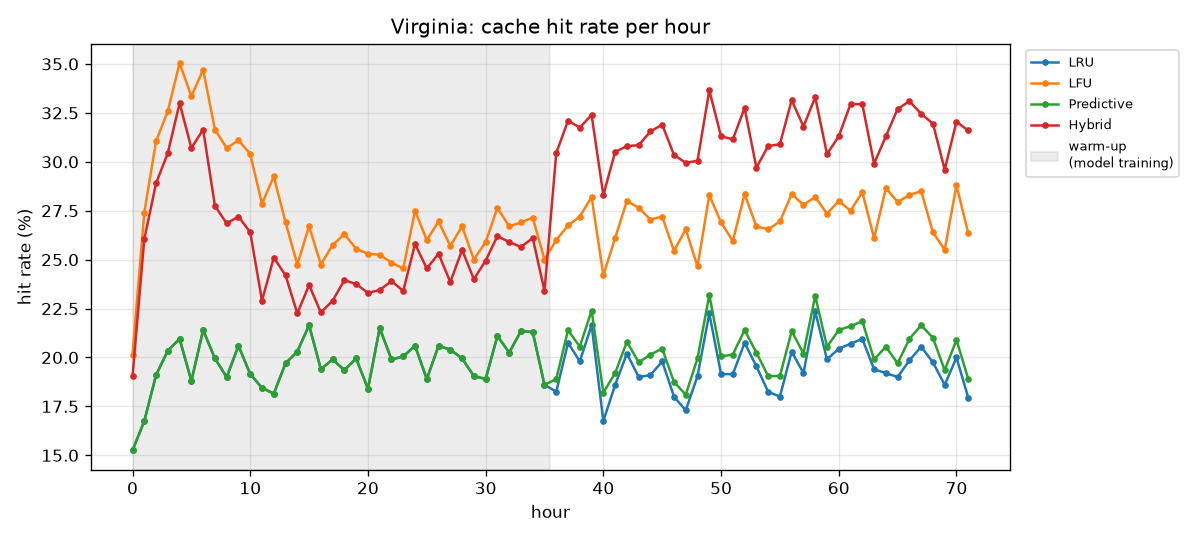 Virginia: cache hit rate per hour
35.0
32.5
30.0
27.5
25.0
22.5
20.0
17.5
15.0
hit rate (%)
0 10 20 30 40 50 60 70
hour
LRU
LFU
Predictive
Hybrid
warm-up
(model training)